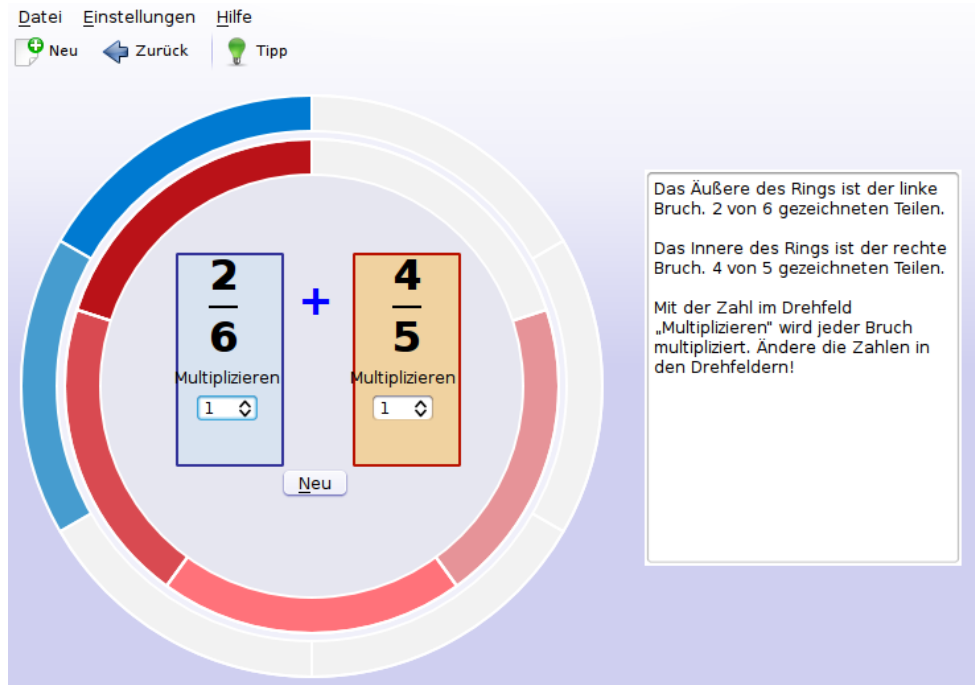 Datei Einstellungen Hilfe
Neu Zurück Tipp
2
6
Multiplizieren
1
+
4
5
Multiplizieren
1
Neu
Das Äußere des Rings ist der linke
Bruch. 2 von 6 gezeichneten Teilen.
Das Innere des Rings ist der rechte
Bruch. 4 von 5 gezeichneten Teilen.
Mit der Zahl im Drehfeld
„Multiplizieren" wird jeder Bruch
multipliziert. Ändere die Zahlen in
den Drehfeldern!